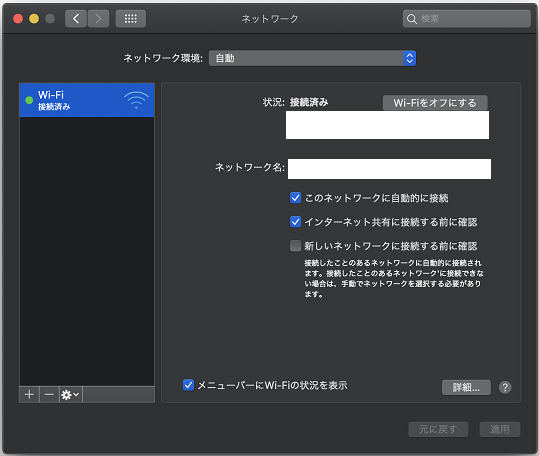 ネットワーク
検索
ネットワーク環境: 自動
Wi-Fi
接続済み
状況: 接続済み
Wi-Fiをオフにする
ネットワーク名:
このネットワークに自動的に接続
インターネット共有に接続する前に確認
新しいネットワークに接続する前に確認
接続したことのあるネットワークに自動的に接続され
ます。接続したことのあるネットワーク'に接続できな
い場合は、手動でネットワークを選択する必要があり
ます。
メニューバーにWi-Fiの状況を表示
詳細...
?
元に戻す
適用